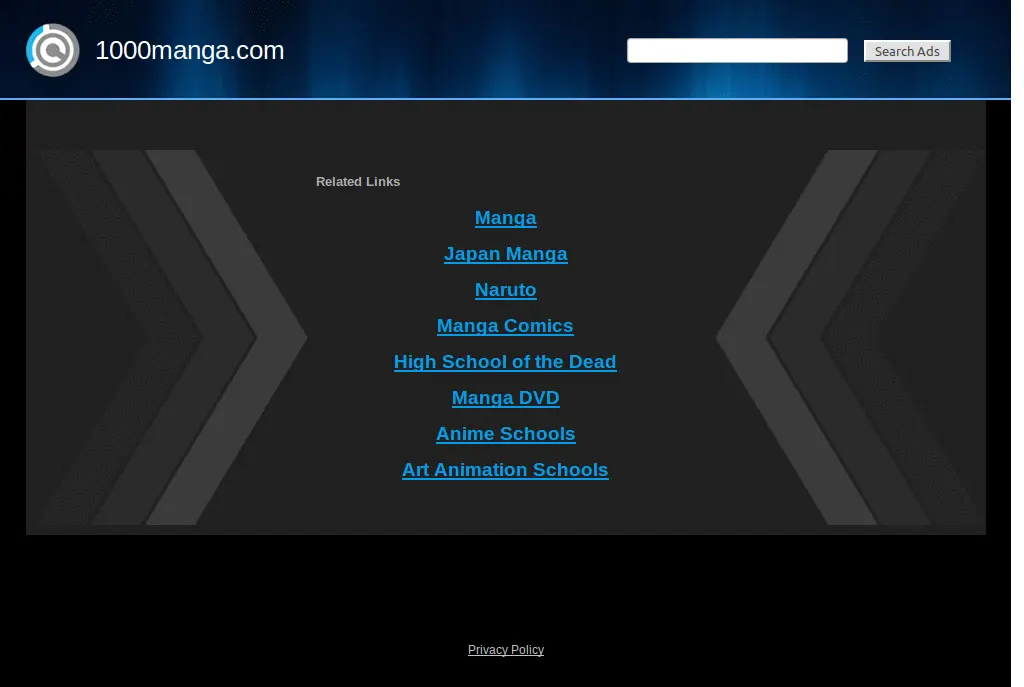 1000manga.com
Search Ads
Related Links
Manga
Japan Manga
Naruto
Manga Comics
High School of the Dead
Manga DVD
Anime Schools
Art Animation Schools
Privacy Policy